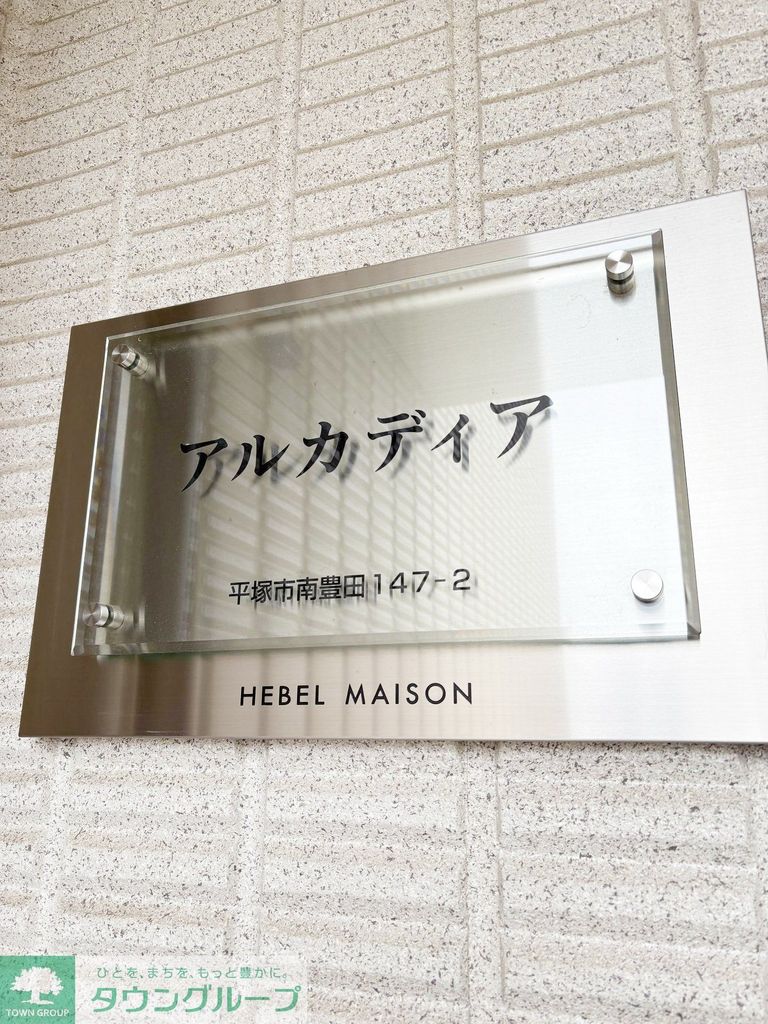 アルカディア
平塚市南豊田147-2
HEBEL MAISON
ひとを、まちを、もっと豊かに。
タウングループ
TOWN GROUP